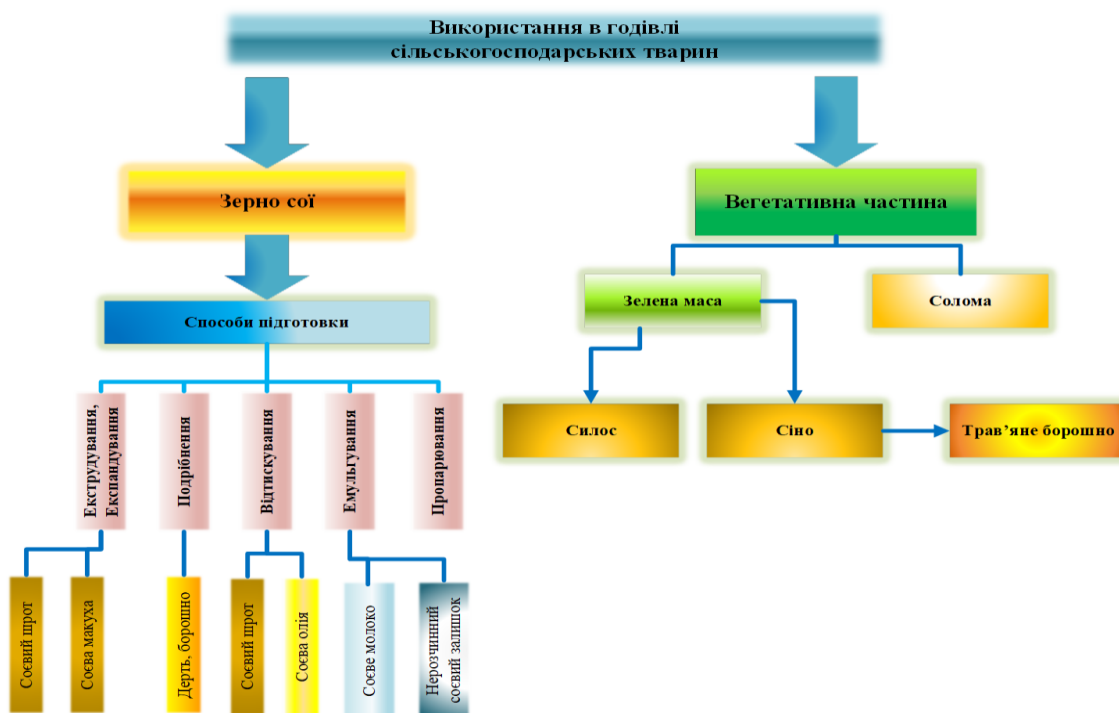 Використання в годівлі
сільськогосподарських тварин
Зерно сої
Вегетативна частина
Способи підготовки
Зелена маса
Солома
Силос
Сіно
Трав’яне борошно
Екструдування,
Експандування
Подрібнення
Відтискування
Емульгування
Пропарювання
Соєвий шрот
Соєва макуха
Дерть, борошно
Соєвий шрот
Соєва олія
Соєве молоко
Нерозчинний
соєвий залишок